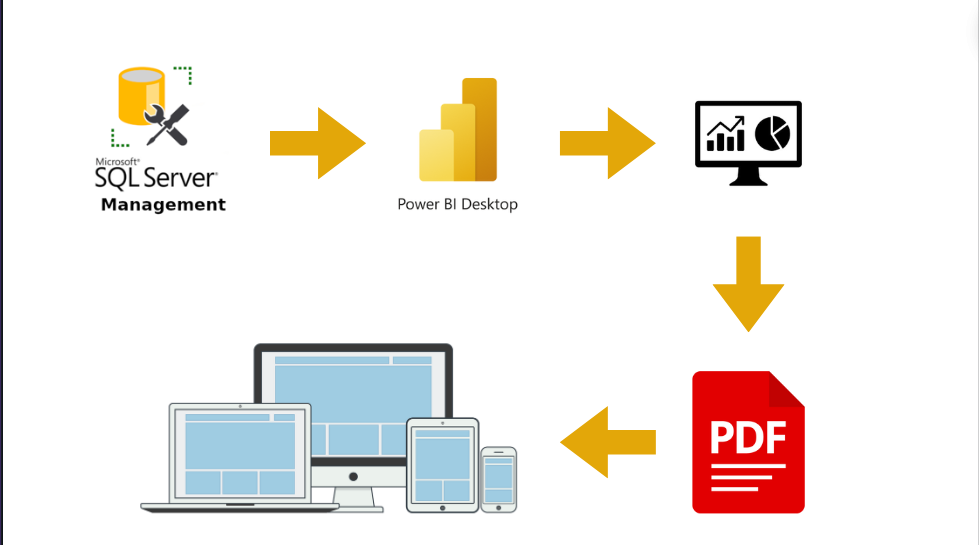 Microsoft®
SQL Server®
Management
Power BI Desktop
PDF